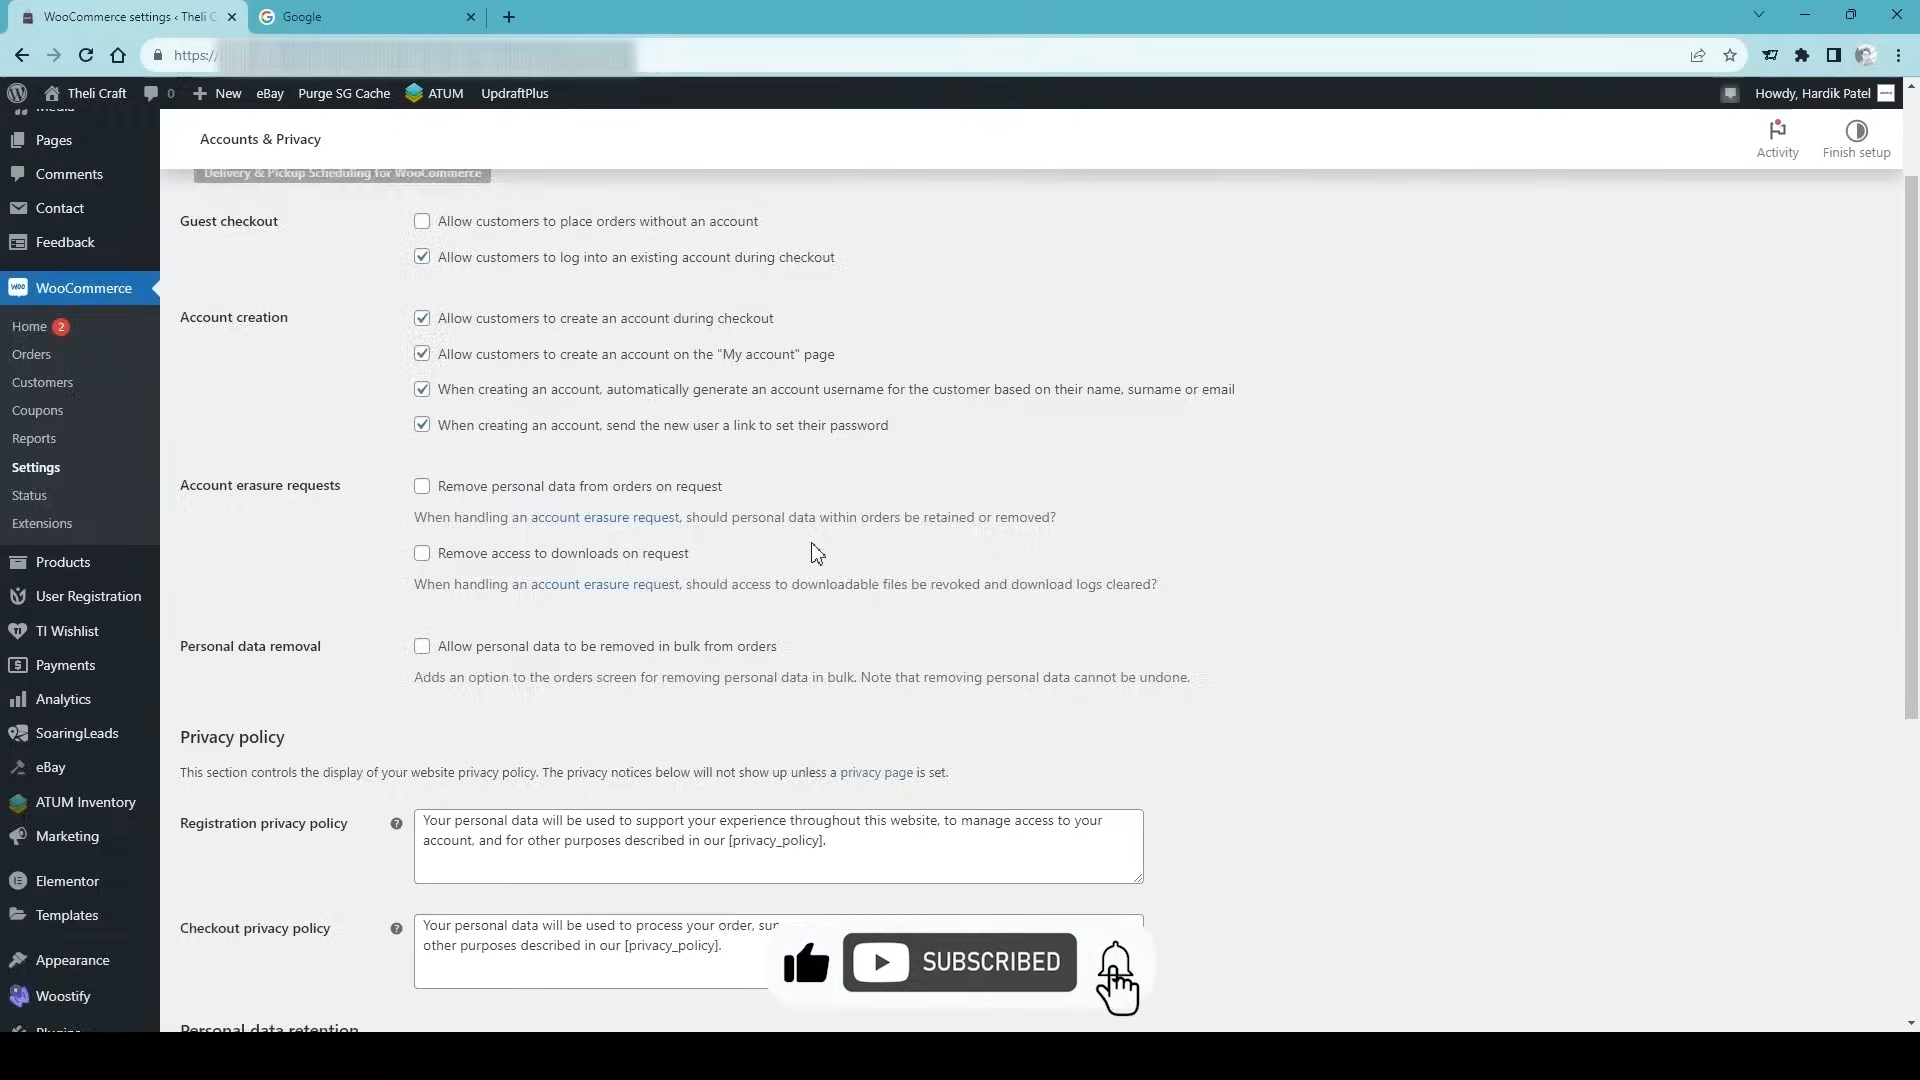 WooCommerce settings ‹ Theli C
Google
https://
Theli Craft
0
New
eBay
Purge SG Cache
ATUM
UpdraftPlus
Howdy, Hardik Patel
Media
Pages
Comments
Contact
Feedback
WooCommerce
Home 2
Orders
Customers
Coupons
Reports
Settings
Status
Extensions
Products
User Registration
TI Wishlist
Payments
Analytics
SoaringLeads
eBay
ATUM Inventory
Marketing
Elementor
Templates
Appearance
Woostify
Plugins
Accounts & Privacy
Activity
Finish setup
Delivery & Pickup Scheduling for WooCommerce
Guest checkout
Allow customers to place orders without an account
Allow customers to log into an existing account during checkout
Account creation
Allow customers to create an account during checkout
Allow customers to create an account on the "My account" page
When creating an account, automatically generate an account username for the customer based on their name, surname or email
When creating an account, send the new user a link to set their password
Account erasure requests
Remove personal data from orders on request
When handling an account erasure request, should personal data within orders be retained or removed?
Remove access to downloads on request
When handling an account erasure request, should access to downloadable files be revoked and download logs cleared?
Personal data removal
Allow personal data to be removed in bulk from orders
Adds an option to the orders screen for removing personal data in bulk. Note that removing personal data cannot be undone.
Privacy policy
This section controls the display of your website privacy policy. The privacy notices below will not show up unless a privacy page is set.
Registration privacy policy
Your personal data will be used to support your experience throughout this website, to manage access to your
account, and for other purposes described in our [privacy_policy].
Checkout privacy policy
Your personal data will be used to process your order,
other purposes described in our [privacy_policy].
SUBSCRIBED
Personal data retention